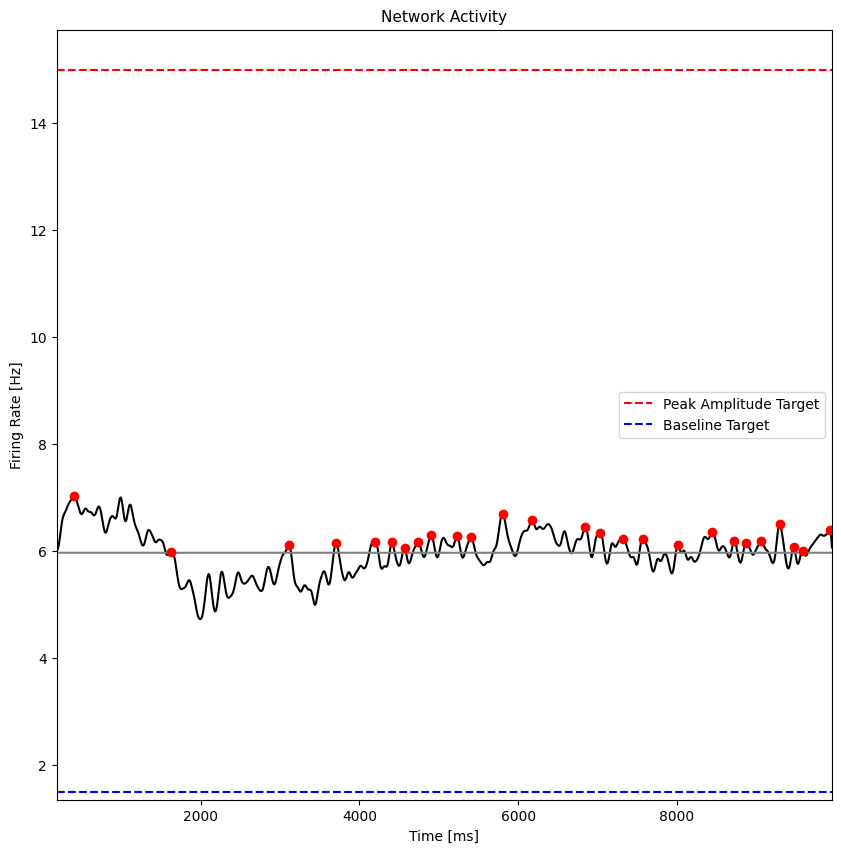 Network Activity
Firing Rate [Hz]
14
12
10
8
6
4
2
Peak Amplitude Target
Baseline Target
2000 4000 6000 8000
Time [ms]